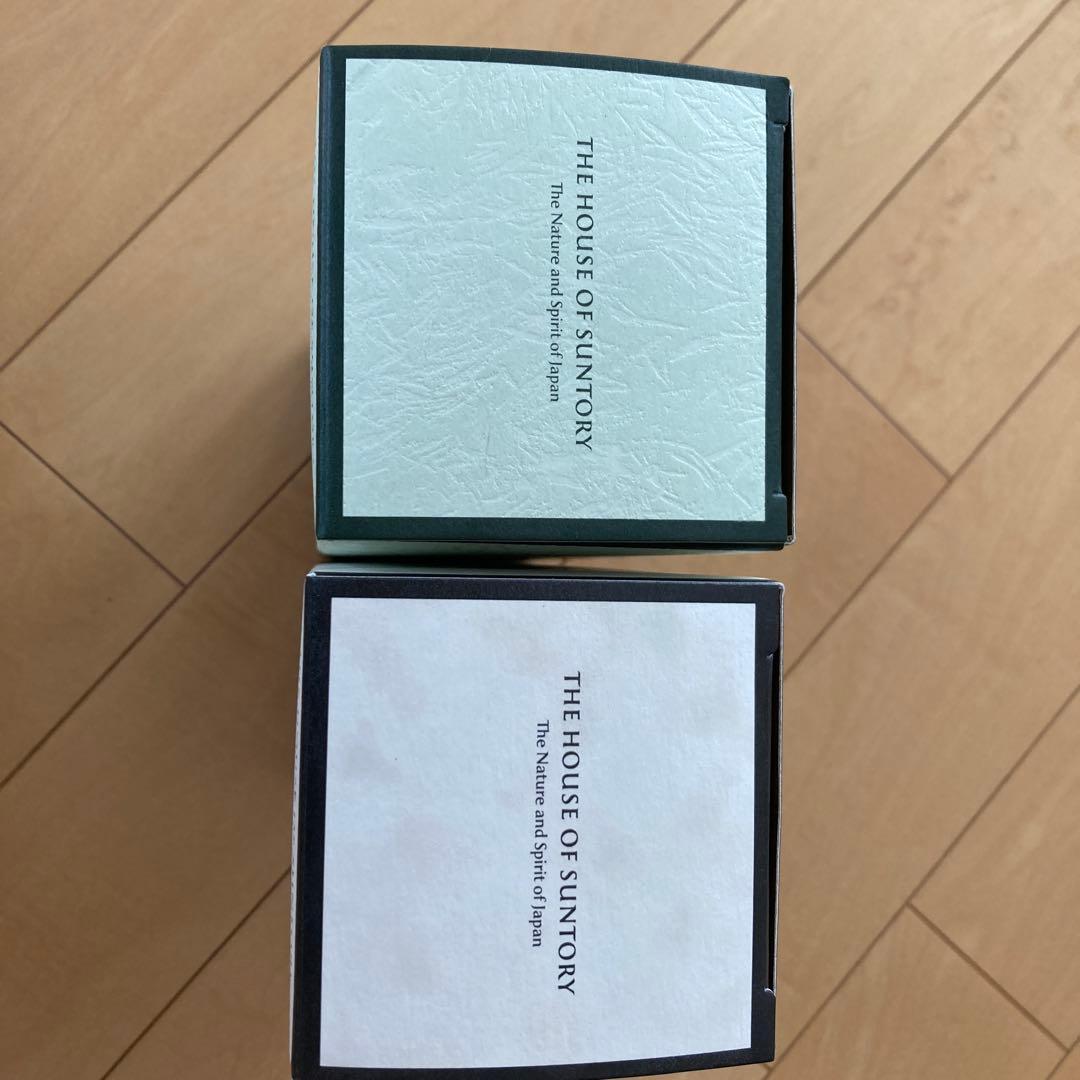 THE HOUSE OF SUNTORY
The Nature and Spirit of Japan
THE HOUSE OF SUNTORY
The Nature and Spirit of Japan